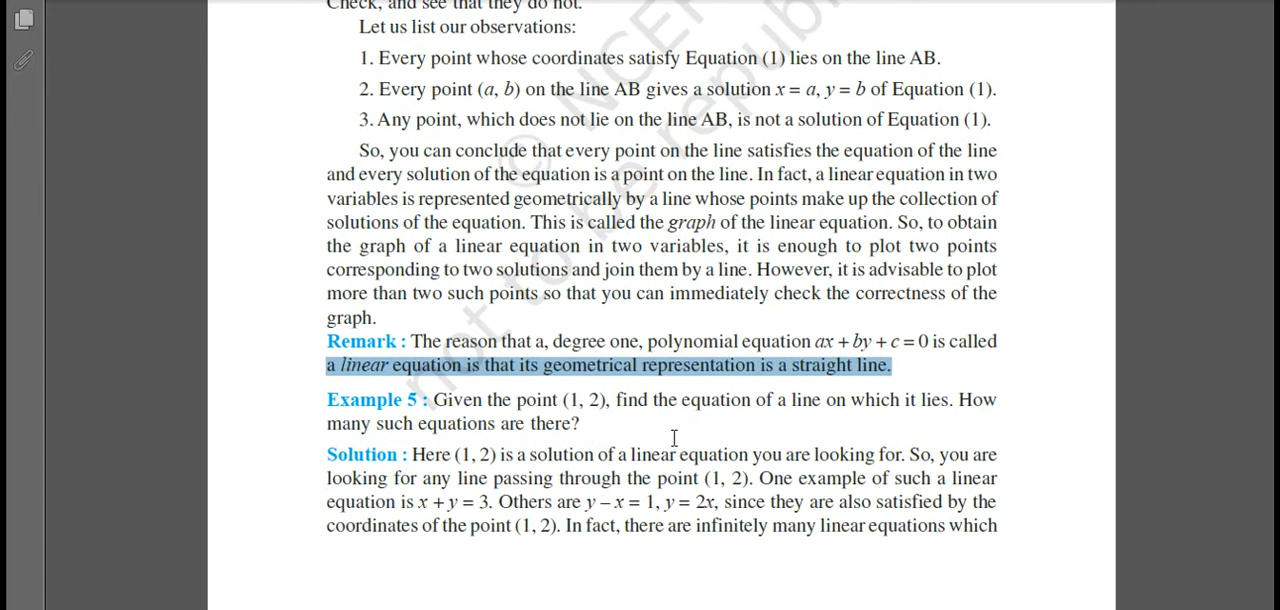 Check, and see that they do not.
Let us list our observations:
1. Every point whose coordinates satisfy Equation (1) lies on the line AB.
2. Every point (a, b) on the line AB gives a solution x = a, y = b of Equation (1).
3. Any point, which does not lie on the line AB, is not a solution of Equation (1).
So, you can conclude that every point on the line satisfies the equation of the line
and every solution of the equation is a point on the line. In fact, a linear equation in two
variables is represented geometrically by a line whose points make up the collection of
solutions of the equation. This is called the graph of the linear equation. So, to obtain
the graph of a linear equation in two variables, it is enough to plot two points
corresponding to two solutions and join them by a line. However, it is advisable to plot
more than two such points so that you can immediately check the correctness of the
graph.
Remark : The reason that a, degree one, polynomial equation ax + by + c = 0 is called
a linear equation is that its geometrical representation is a straight line.
Example 5 : Given the point (1, 2), find the equation of a line on which it lies. How
many such equations are there?
Solution : Here (1, 2) is a solution of a linear equation you are looking for. So, you are
looking for any line passing through the point (1, 2). One example of such a linear
equation is x + y = 3. Others are y – x = 1, y = 2x, since they are also satisfied by the
coordinates of the point (1, 2). In fact, there are infinitely many linear equations which
© NCER
not to be republi